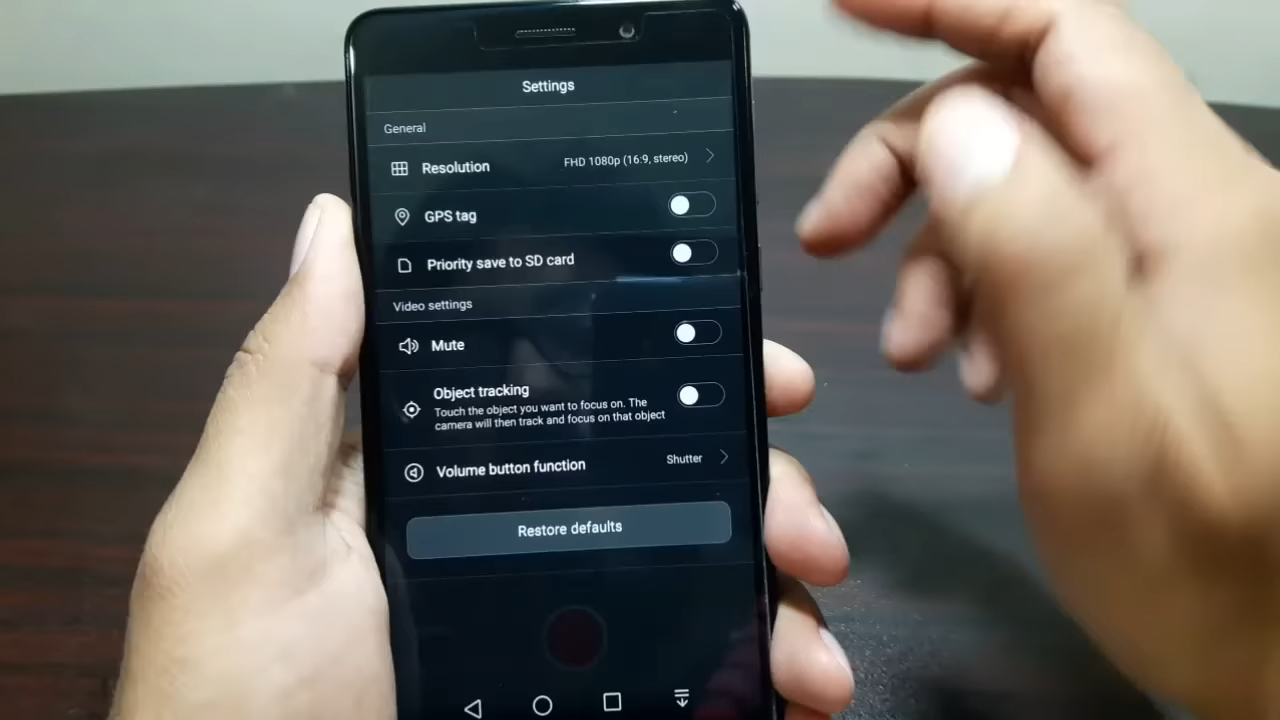 Settings
General
Resolution
FHD 1080p (16:9, stereo)
GPS tag
Priority save to SD card
Video settings
Mute
Object tracking
Touch the object you want to focus on. The
camera will then track and focus on that object
Volume button function
Shutter
Restore defaults